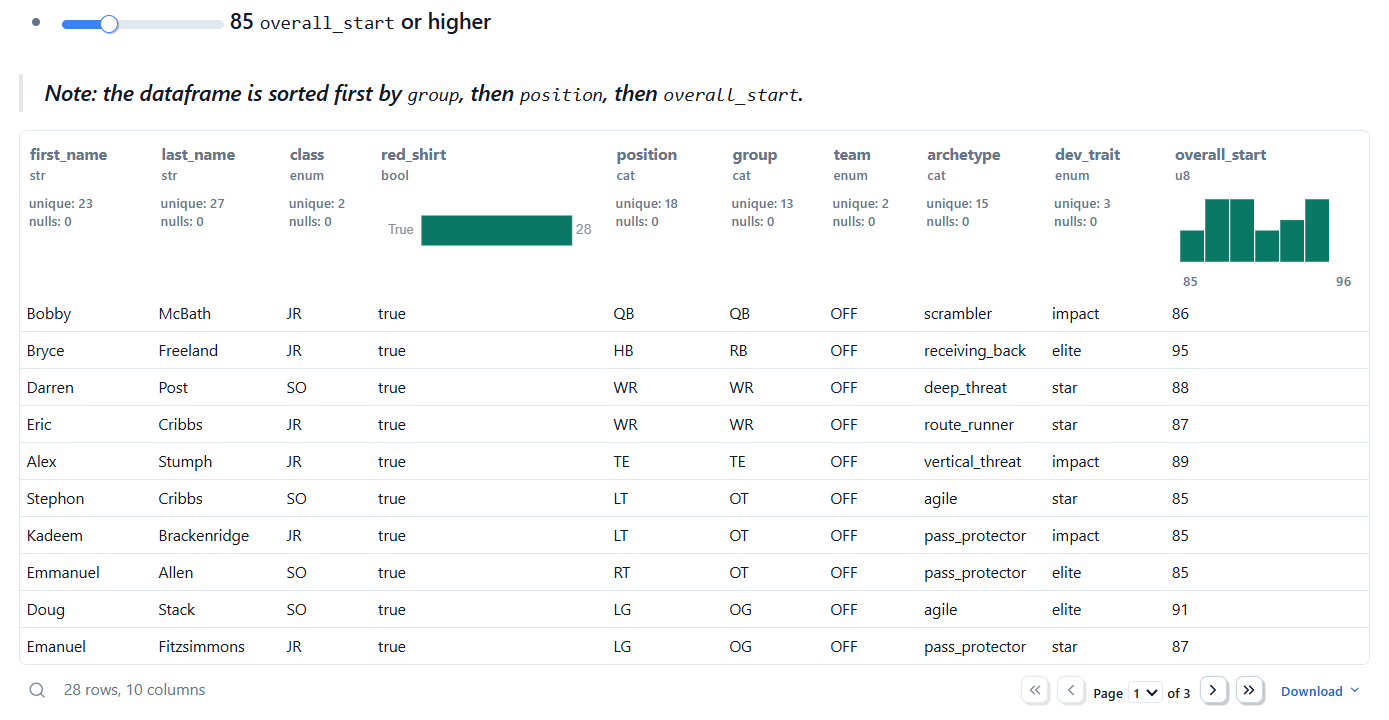 85 overall_start or higher
Note: the dataframe is sorted first by group, then position, then overall_start.
first_name last_name class red_shirt position group team archetype dev_trait overall_start
str str enum bool cat cat enum cat enum u8
unique: 23 unique: 27 unique: 2 unique: 18 unique: 13 unique: 2 unique: 15 unique: 3
nulls: 0 nulls: 0 nulls: 0 nulls: 0 nulls: 0 nulls: 0 nulls: 0 nulls: 0
True 28
85 96
Bobby McBath JR true QB QB OFF scrambler impact 86
Bryce Freeland JR true HB RB OFF receiving_back elite 95
Darren Post SO true WR WR OFF deep_threat star 88
Eric Cribbs JR true WR WR OFF route_runner star 87
Alex Stumph JR true TE TE OFF vertical_threat impact 89
Stephon Cribbs SO true LT OT OFF agile star 85
Kadeem Brackenridge JR true LT OT OFF pass_protector impact 85
Emmanuel Allen SO true RT OT OFF pass_protector elite 85
Doug Stack SO true LG OG OFF agile elite 91
Emanuel Fitzsimmons JR true LG OG OFF pass_protector star 87
28 rows, 10 columns Page 1 of 3 Download